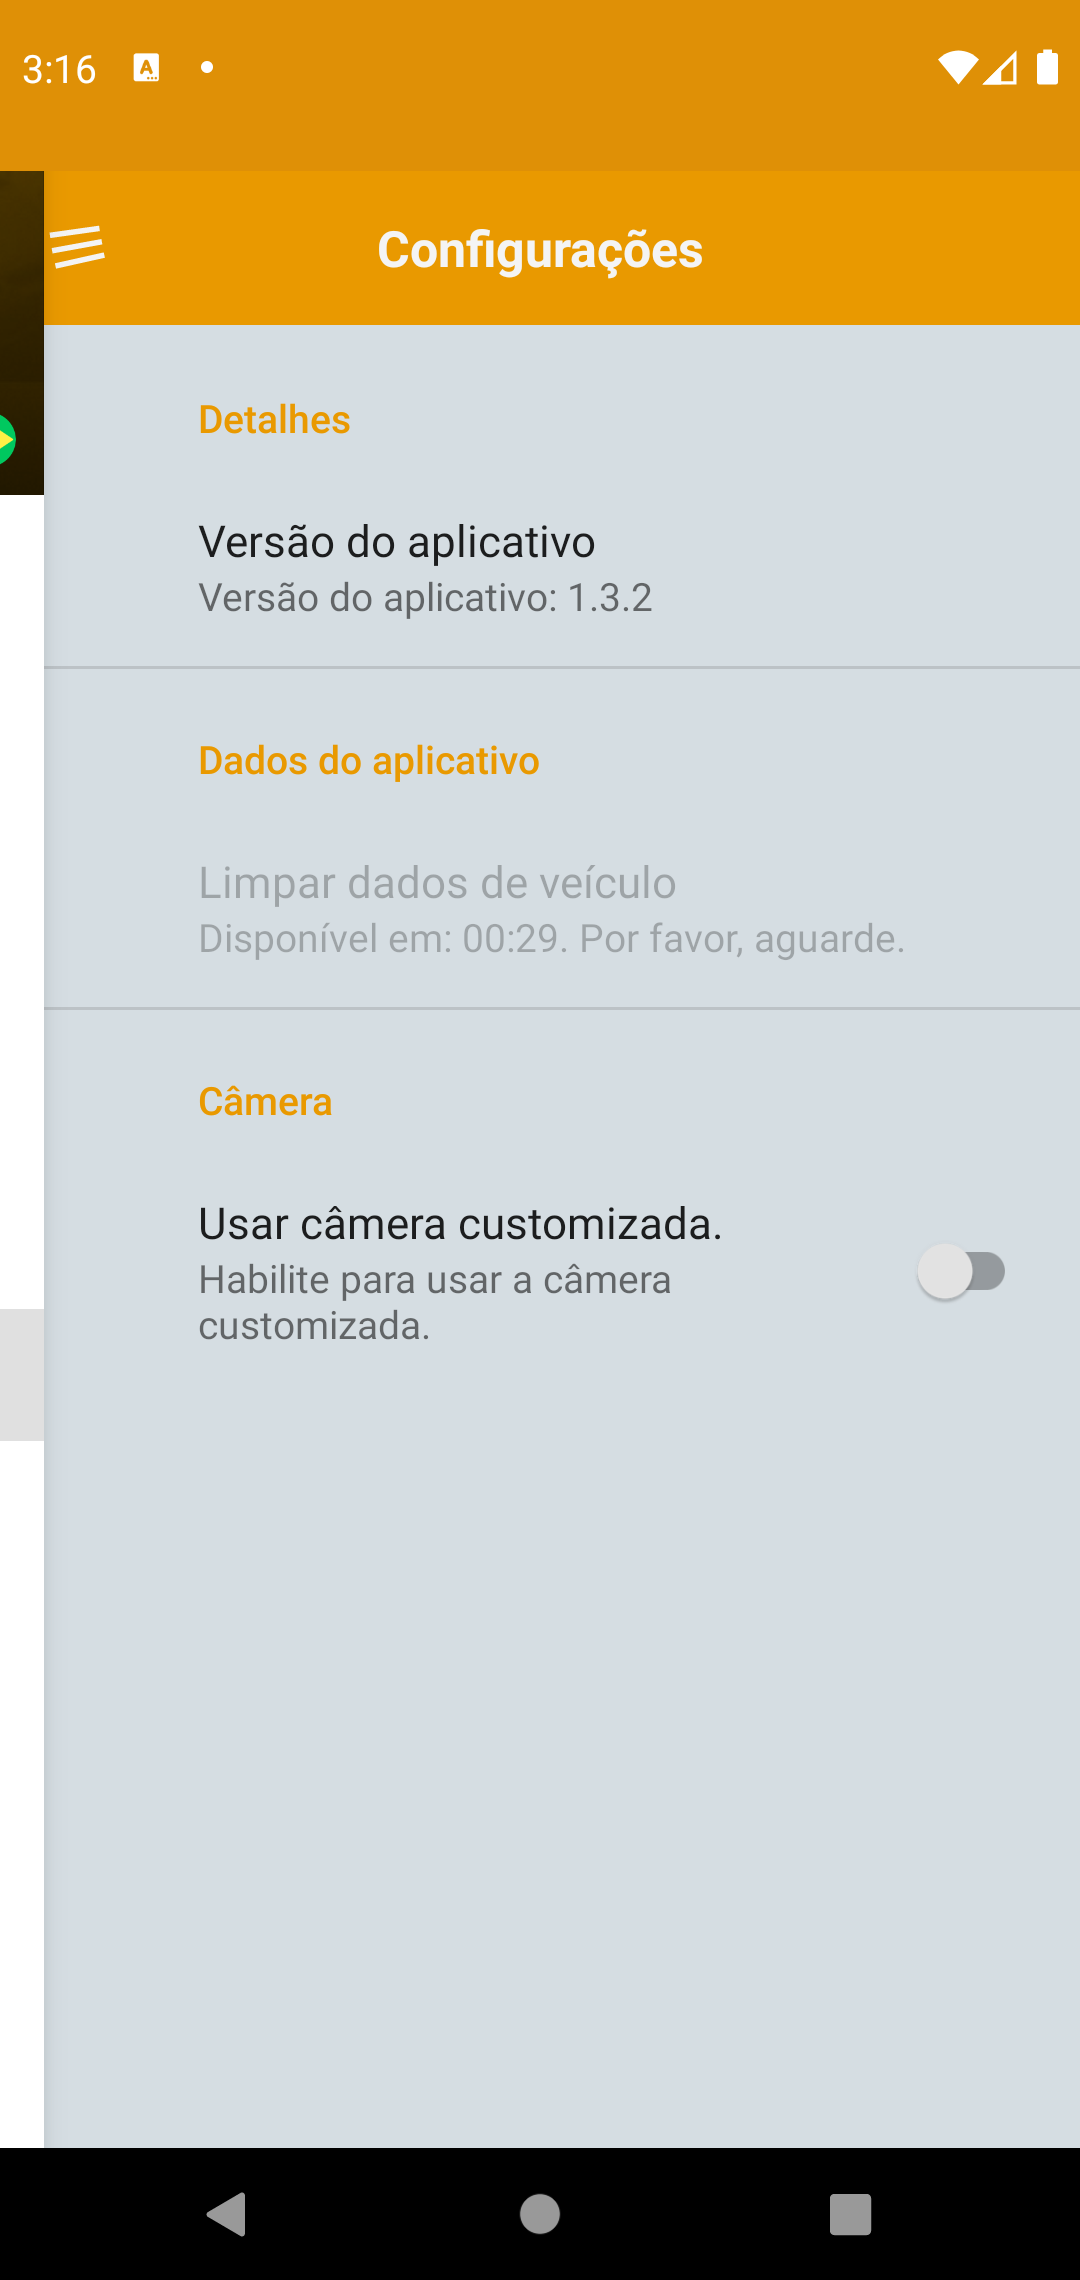 3:16
Configurações
Detalhes
Versão do aplicativo
Versão do aplicativo: 1.3.2
Dados do aplicativo
Limpar dados de veículo
Disponível em: 00:29. Por favor, aguarde.
Câmera
Usar câmera customizada.
Habilite para usar a câmera
customizada.